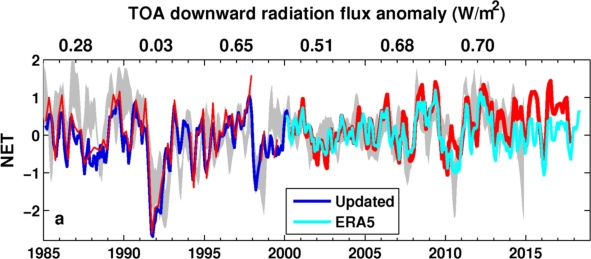 TOA downward radiation flux anomaly (W/m²)
0.28 0.03 0.65 0.51 0.68 0.70
2
1
0
−1
−2
NET
a
Updated
ERA5
1985 1990 1995 2000 2005 2010 2015